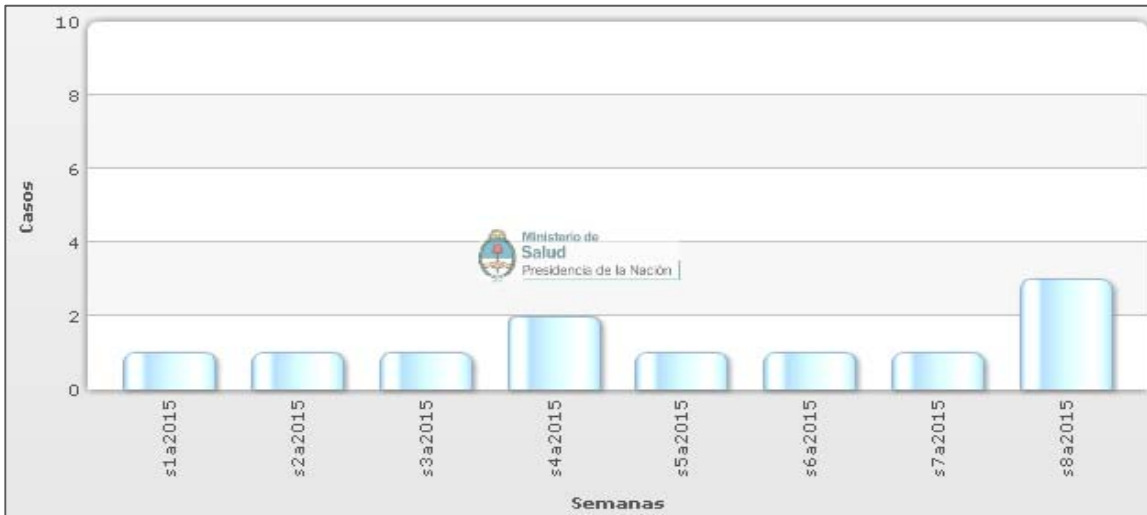 10
8
6
4
2
0
Casos
Ministerio de
Salud
Presidencia de la Nación
s1a2015
s2a2015
s3a2015
s4a2015
s5a2015
s6a2015
s7a2015
s8a2015
Semanas